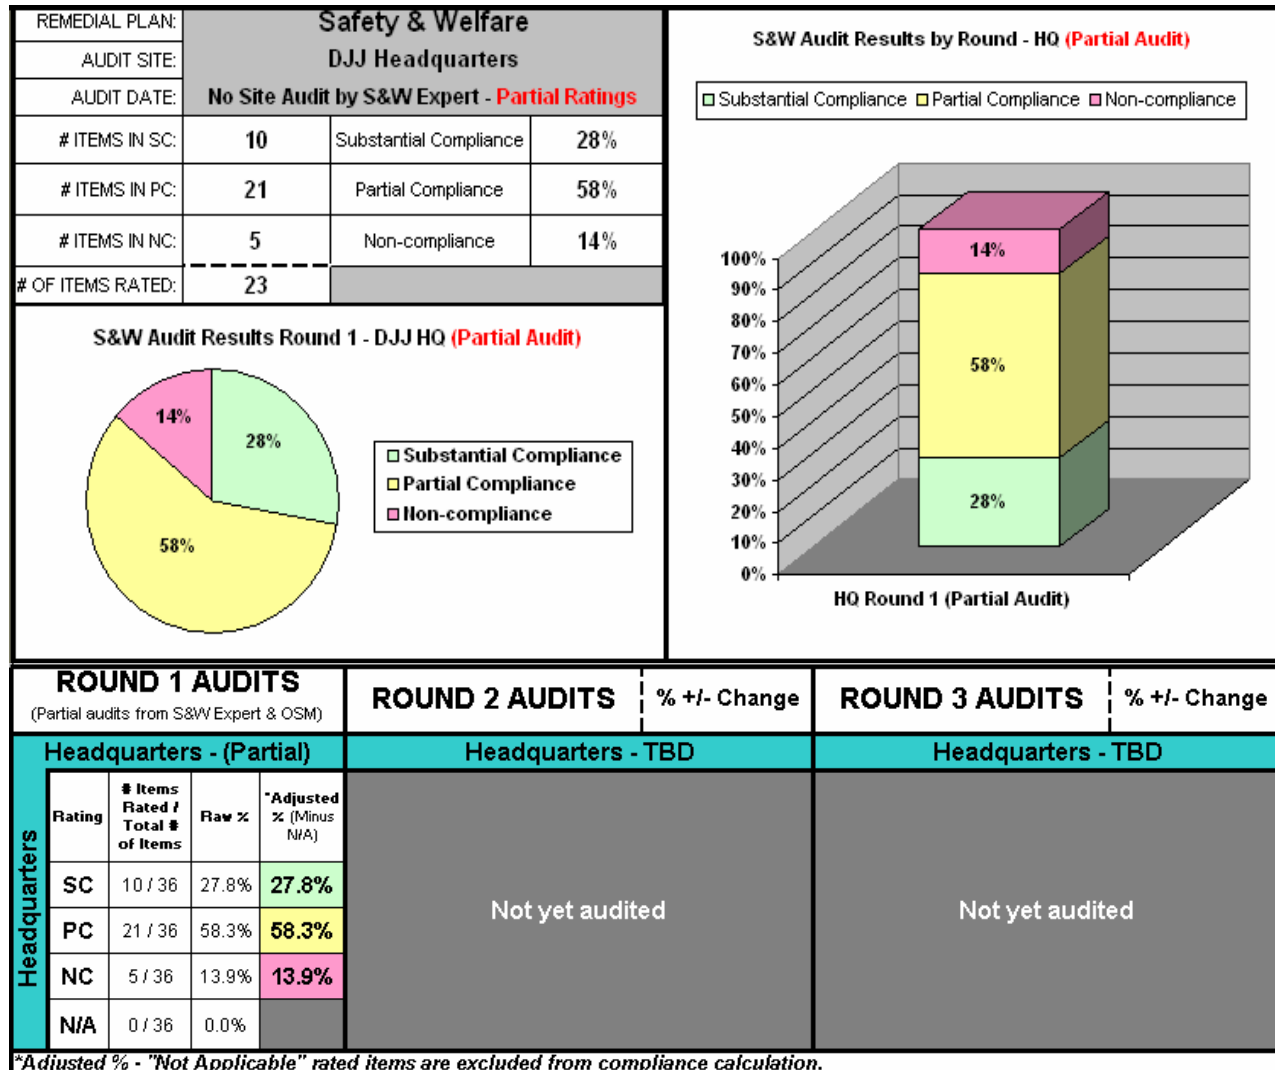 REMEDIAL PLAN: Safety & Welfare
AUDIT SITE: DJJ Headquarters
AUDIT DATE: No Site Audit by S&W Expert - Partial Ratings
# ITEMS IN SC: 10 Substantial Compliance 28%
# ITEMS IN PC: 21 Partial Compliance 58%
# ITEMS IN NC: 5 Non-compliance 14%
# OF ITEMS RATED: 23
S&W Audit Results Round 1 - DJJ HQ (Partial Audit)
14%
28%
58%
Substantial Compliance
Partial Compliance
Non-compliance
S&W Audit Results by Round - HQ (Partial Audit)
Substantial Compliance Partial Compliance Non-compliance
100%
90%
80%
70%
60%
50%
40%
30%
20%
10%
0%
14%
58%
28%
HQ Round 1 (Partial Audit)
ROUND 1 AUDITS
(Partial audits from S&W Expert & OSM)
ROUND 2 AUDITS % +/- Change
ROUND 3 AUDITS % +/- Change
Headquarters - (Partial)
Headquarters - TBD
Headquarters - TBD
Headquarters
Rating
# Items
Rated /
Total #
of Items
Raw %
*Adjusted
% (Minus
N/A)
SC 10 / 36 27.8% 27.8%
PC 21 / 36 58.3% 58.3%
NC 5 / 36 13.9% 13.9%
N/A 0 / 36 0.0%
Not yet audited
Not yet audited
*Adjusted % - "Not Applicable" rated items are excluded from compliance calculation.